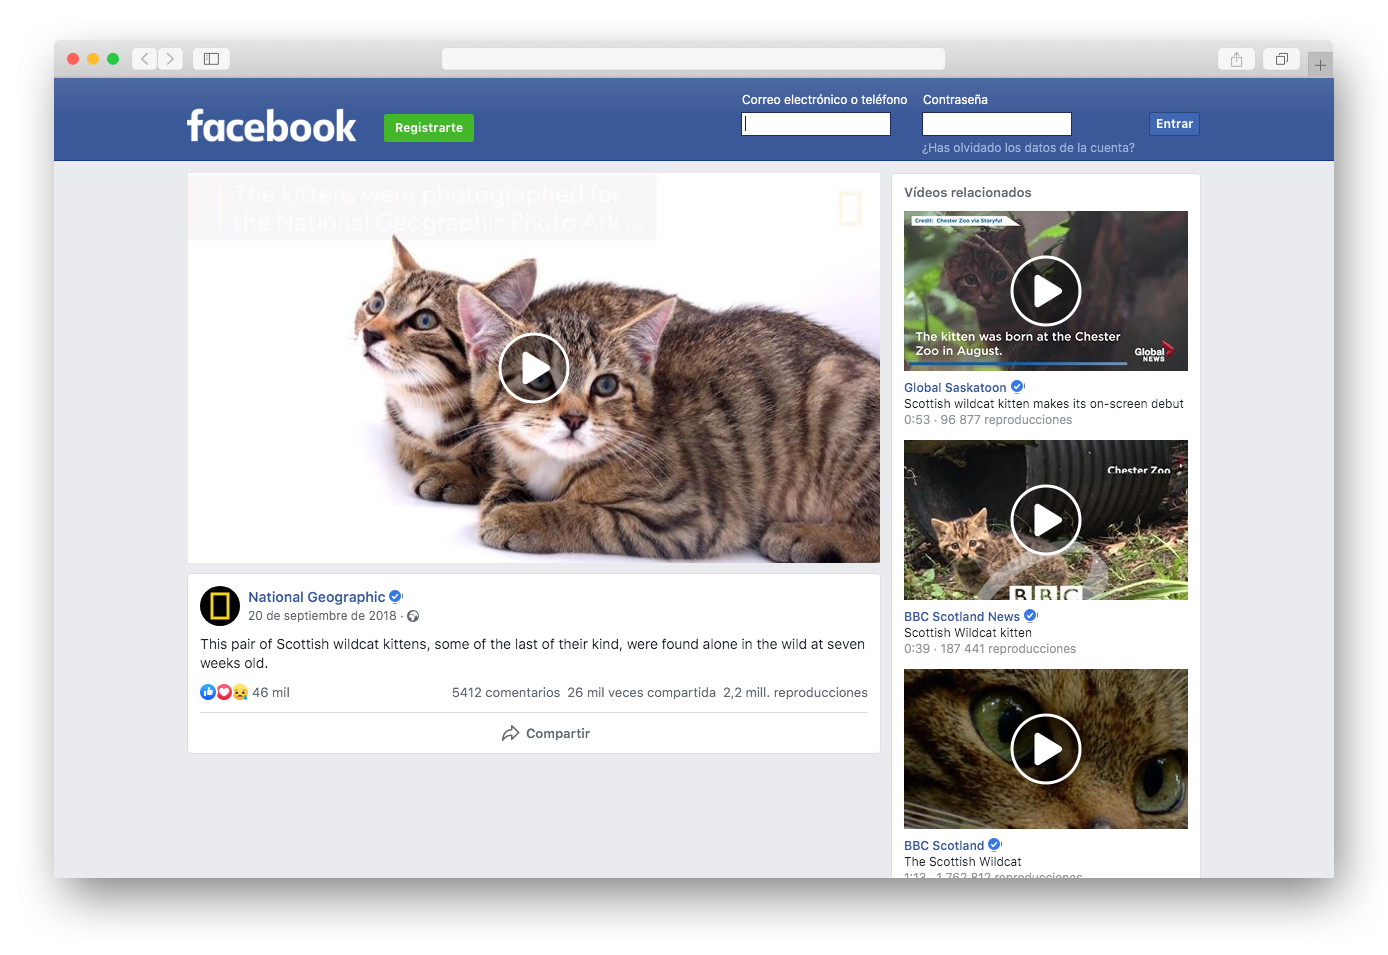 Correo electrónico o teléfono
Contraseña
facebook
Registrarte
Entrar
¿Has olvidado los datos de la cuenta?
The kittens were photographed for
the National Geographic Photo Ark...
National Geographic
20 de septiembre de 2018 ·
This pair of Scottish wildcat kittens, some of the last of their kind, were found alone in the wild at seven
weeks old.
46 mil
5412 comentarios 26 mil veces compartida 2,2 mill. reproducciones
Compartir
Vídeos relacionados
Credit: Chester Zoo via Storyful
The kitten was born at the Chester
Zoo in August.
Global
NEWS
Global Saskatoon
Scottish wildcat kitten makes its on-screen debut
0:53 · 96 877 reproducciones
Chester Zoo
BBC
BBC Scotland News
Scottish Wildcat kitten
0:39 · 187 441 reproducciones
BBC Scotland
The Scottish Wildcat
1:13 · 1 762 812 reproducciones